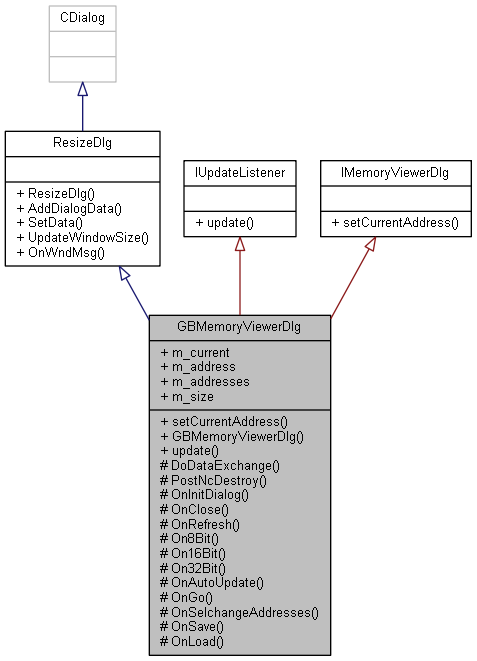 CDialog
ResizeDlg
+ ResizeDlg()
+ AddDialogData()
+ SetData()
+ UpdateWindowSize()
+ OnWndMsg()
IUpdateListener
+ update()
IMemoryViewerDlg
+ setCurrentAddress()
GBMemoryViewerDlg
+ m_current
+ m_address
+ m_addresses
+ m_size
+ setCurrentAddress()
+ GBMemoryViewerDlg()
+ update()
# DoDataExchange()
# PostNcDestroy()
# OnInitDialog()
# OnClose()
# OnRefresh()
# On8Bit()
# On16Bit()
# On32Bit()
# OnAutoUpdate()
# OnGo()
# OnSelchangeAddresses()
# OnSave()
# OnLoad()